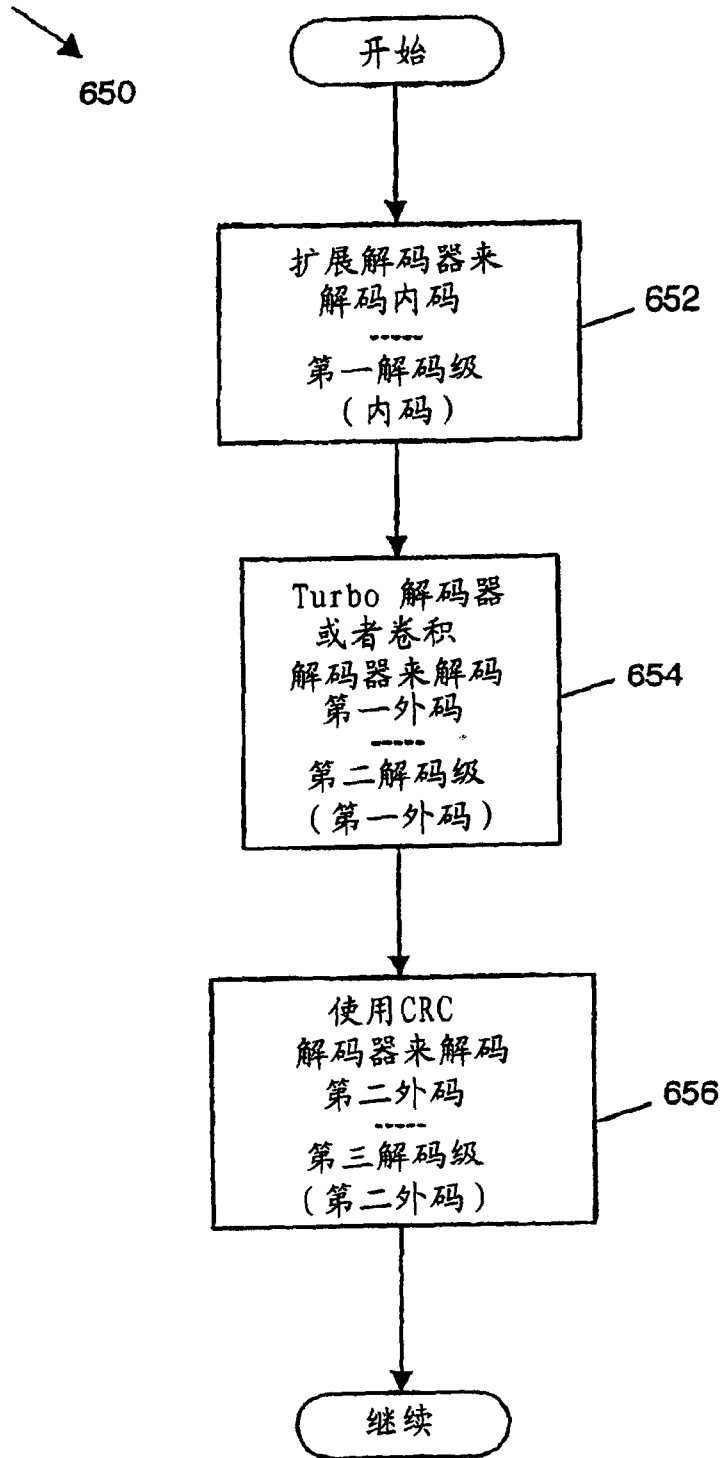 650
开始
扩展解码器来
解码内码
-----
第一解码级
(内码)
652
Turbo 解码器
或者卷积
解码器来解码
第一外码
-----
第二解码级
(第一外码)
654
使用CRC
解码器来解码
第二外码
-----
第三解码级
(第二外码)
656
继续